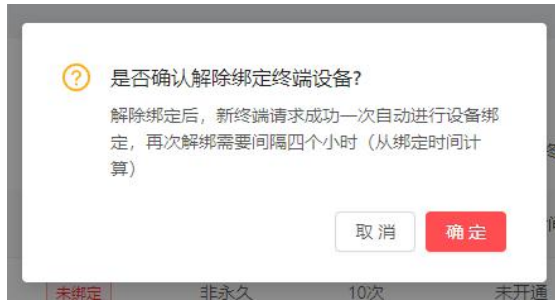 是否确认解除绑定终端设备?
解除绑定后，新终端请求成功一次自动进行设备绑
定，再次解绑需要间隔四个小时（从绑定时间计
算）
取 消
确 定
未绑定
非永久
10次
未开通